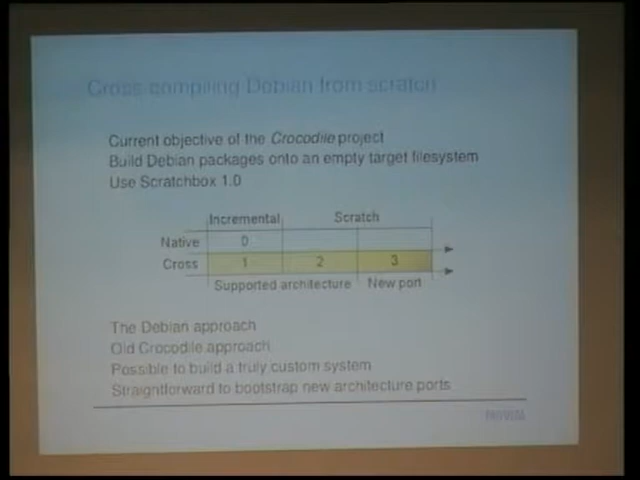 Cross compiling Debian from scratch
Current objective of the Crocodile project
Build Debian packages onto an empty target filesystem
Use Scratchbox 1.0
Incremental Scratch
Native 0
Cross 1 2 3
Supported architecture New port
The Debian approach
Old Crocodile approach
Possible to build a truly custom system
Straightforward to bootstrap new architecture ports